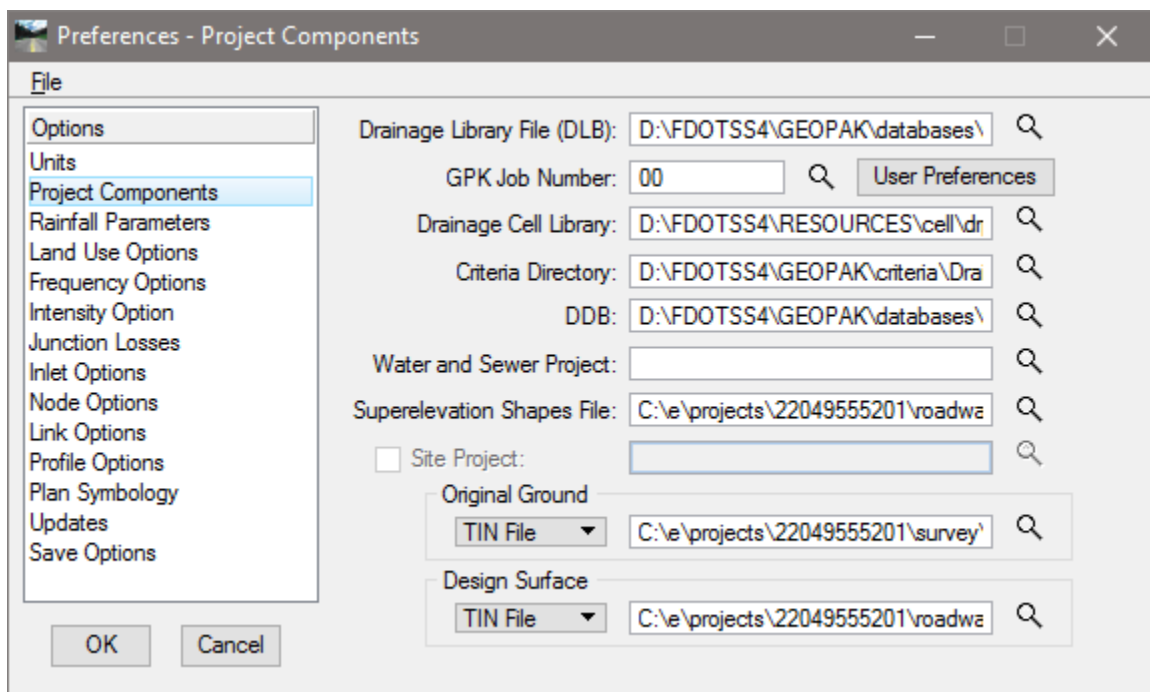 Preferences - Project Components
File
Options
Units
Project Components
Rainfall Parameters
Land Use Options
Frequency Options
Intensity Option
Junction Losses
Inlet Options
Node Options
Link Options
Profile Options
Plan Symbology
Updates
Save Options
OK Cancel
Drainage Library File (DLB): D:\FDOTSS4\GEOPAK\databases\
GPK Job Number: 00 User Preferences
Drainage Cell Library: D:\FDOTSS4\RESOURCES\cell\dr
Criteria Directory: D:\FDOTSS4\GEOPAK\criteria\Drai
DDB: D:\FDOTSS4\GEOPAK\databases\
Water and Sewer Project:
Superelevation Shapes File: C:\e\projects\22049555201\roadwa
Site Project:
Original Ground
TIN File C:\e\projects\22049555201\survey\
Design Surface
TIN File C:\e\projects\22049555201\roadwa